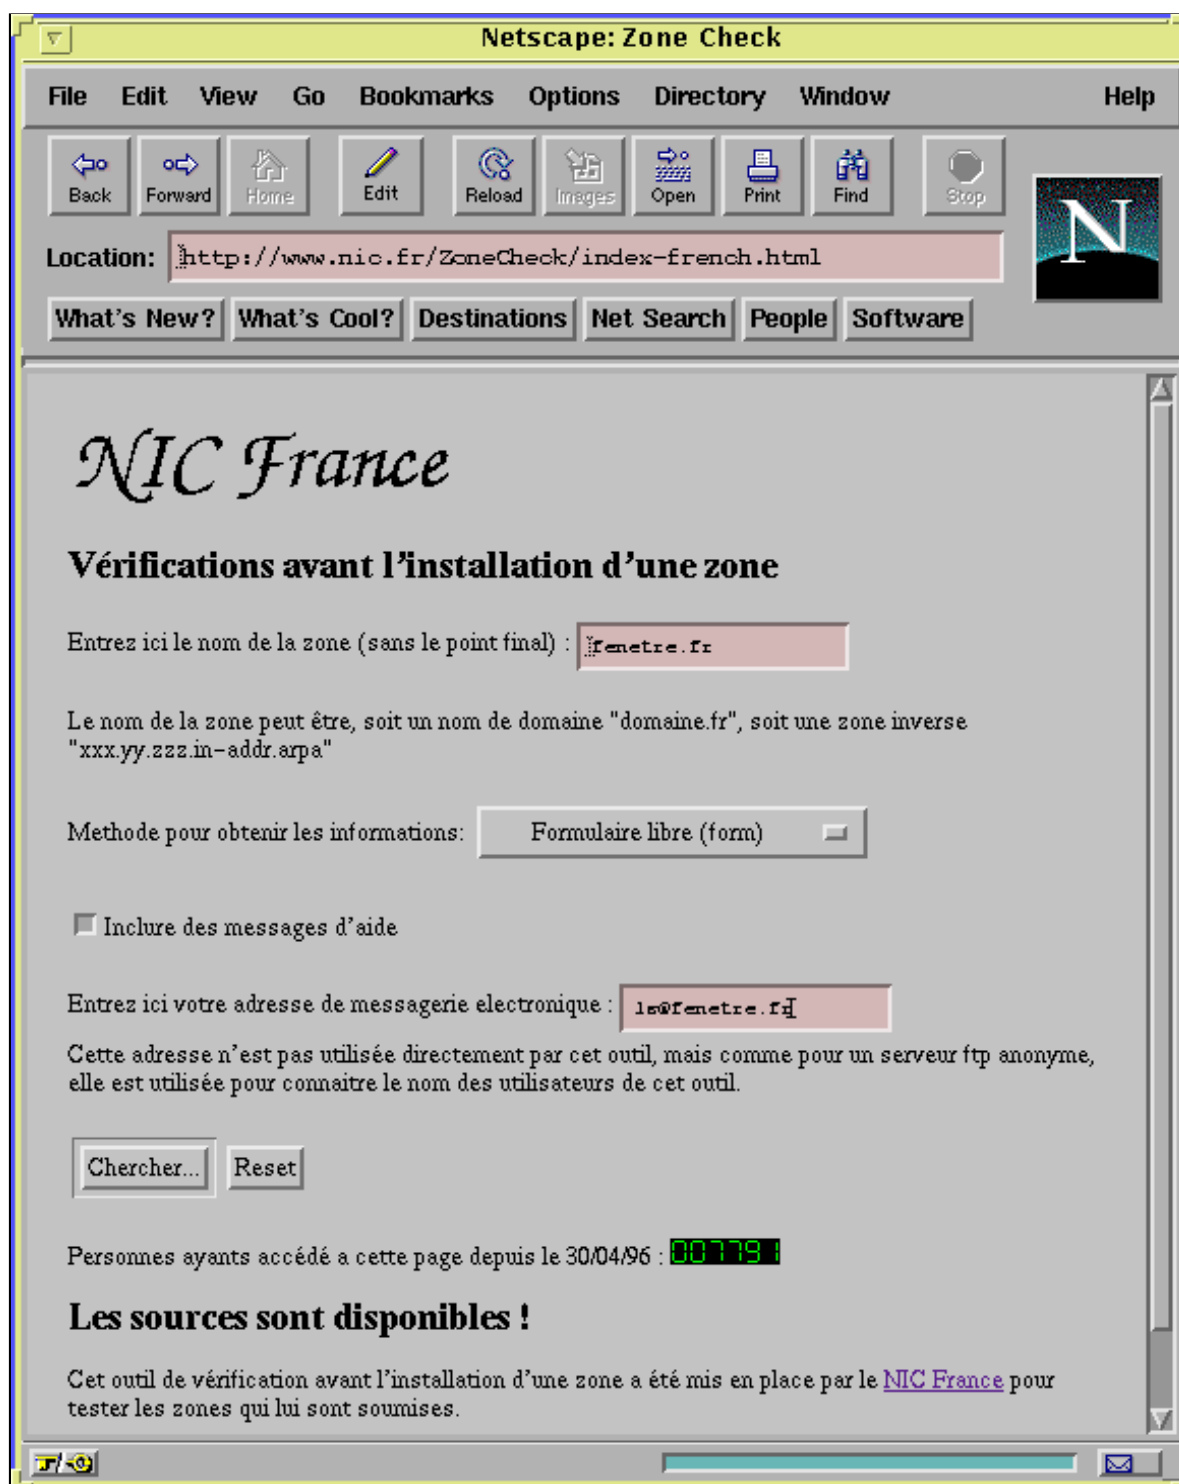 Netscape: Zone Check
File Edit View Go Bookmarks Options Directory Window Help
Back Forward Home Edit Reload Images Open Print Find Stop
N
Location: http://www.nic.fr/ZoneCheck/index-french.html
What's New? What's Cool? Destinations Net Search People Software
NIC France
Vérifications avant l'installation d'une zone
Entrez ici le nom de la zone (sans le point final) : fenetre.fr
Le nom de la zone peut être, soit un nom de domaine "domaine.fr", soit une zone inverse
"xxx.yy.zzz.in-addr.arpa"
Methode pour obtenir les informations: Formulaire libre (form)
Inclure des messages d'aide
Entrez ici votre adresse de messagerie electronique : ls@fenetre.fr
Cette adresse n'est pas utilisée directement par cet outil, mais comme pour un serveur ftp anonyme,
elle est utilisée pour connaitre le nom des utilisateurs de cet outil.
Chercher... Reset
Personnes ayants accédé a cette page depuis le 30/04/96 : 007791
Les sources sont disponibles !
Cet outil de vérification avant l'installation d'une zone a été mis en place par le NIC France pour
tester les zones qui lui sont soumises.